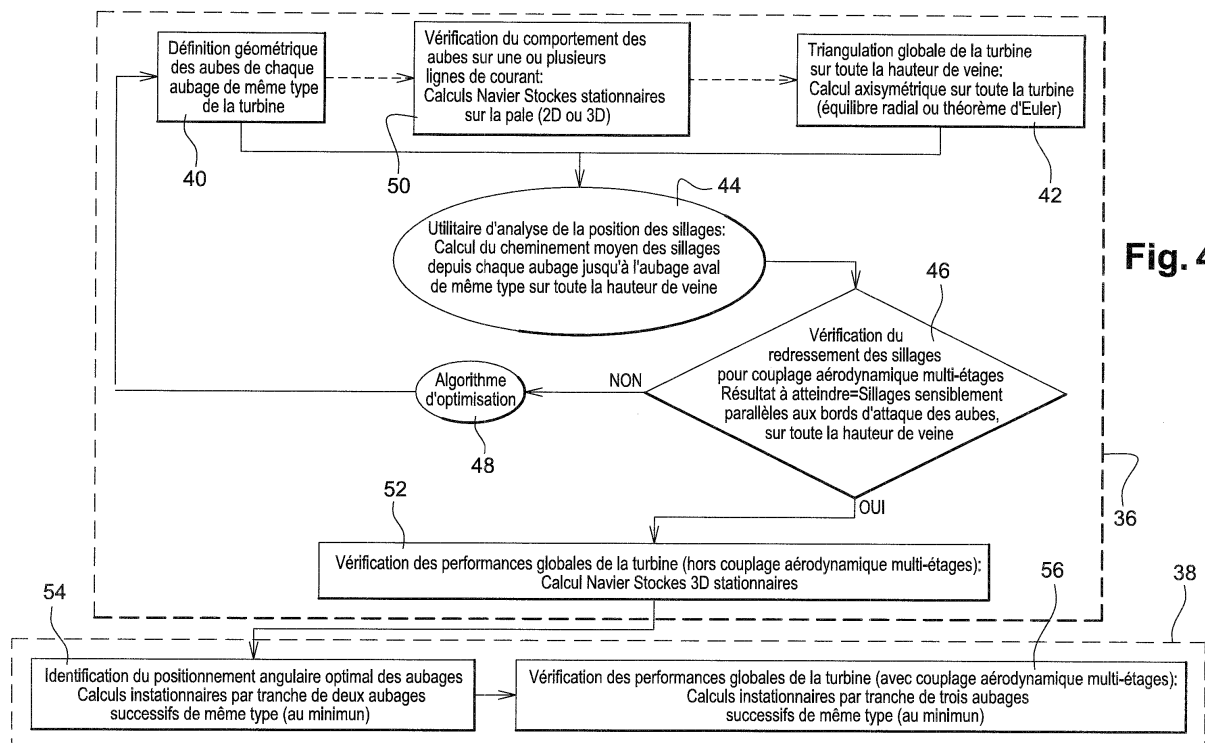 Définition géométrique
des aubes de chaque
aubage de même type
de la turbine
40
Vérification du comportement des
aubes sur une ou plusieurs
lignes de courant:
Calculs Navier Stockes stationnaires
sur la pale (2D ou 3D)
50
Triangulation globale de la turbine
sur toute la hauteur de veine:
Calcul axisymétrique sur toute la turbine
(équilibre radial ou théorème d'Euler)
42
44
Utilitaire d'analyse de la position des sillages:
Calcul du cheminement moyen des sillages
depuis chaque aubage jusqu'à l'aubage aval
de même type sur toute la hauteur de veine
Fig. 4
46
Vérification du
redressement des sillages
pour couplage aérodynamique multi-étages
Résultat à atteindre=Sillages sensiblement
parallèles aux bords d'attaque des aubes,
sur toute la hauteur de veine
NON
Algorithme
d'optimisation
48
OUI
36
52
Vérification des performances globales de la turbine (hors couplage aérodynamique multi-étages):
Calcul Navier Stockes 3D stationnaires
38
54
Identification du positionnement angulaire optimal des aubages
Calculs instationnaires par tranche de deux aubages
successifs de même type (au minimun)
56
Vérification des performances globales de la turbine (avec couplage aérodynamique multi-étages):
Calculs instationnaires par tranche de trois aubages
successifs de même type (au minimun)